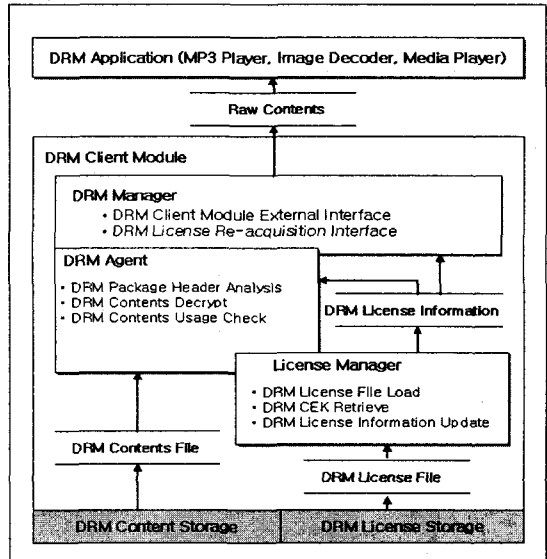 DRM Application (MP3 Player, Image Decoder, Media Player)
Raw Contents
DRM Client Module
DRM Manager
• DRM Client Module External Interface
• DRM License Re-acquisition Interface
DRM Agent
• DRM Package Header Analysis
• DRM Contents Decrypt
• DRM Contents Usage Check
DRM License Information
License Manager
• DRM License File Load
• DRM CEK Retrieve
• DRM License Information Update
DRM Contents File
DRM License File
DRM Content Storage
DRM License Storage